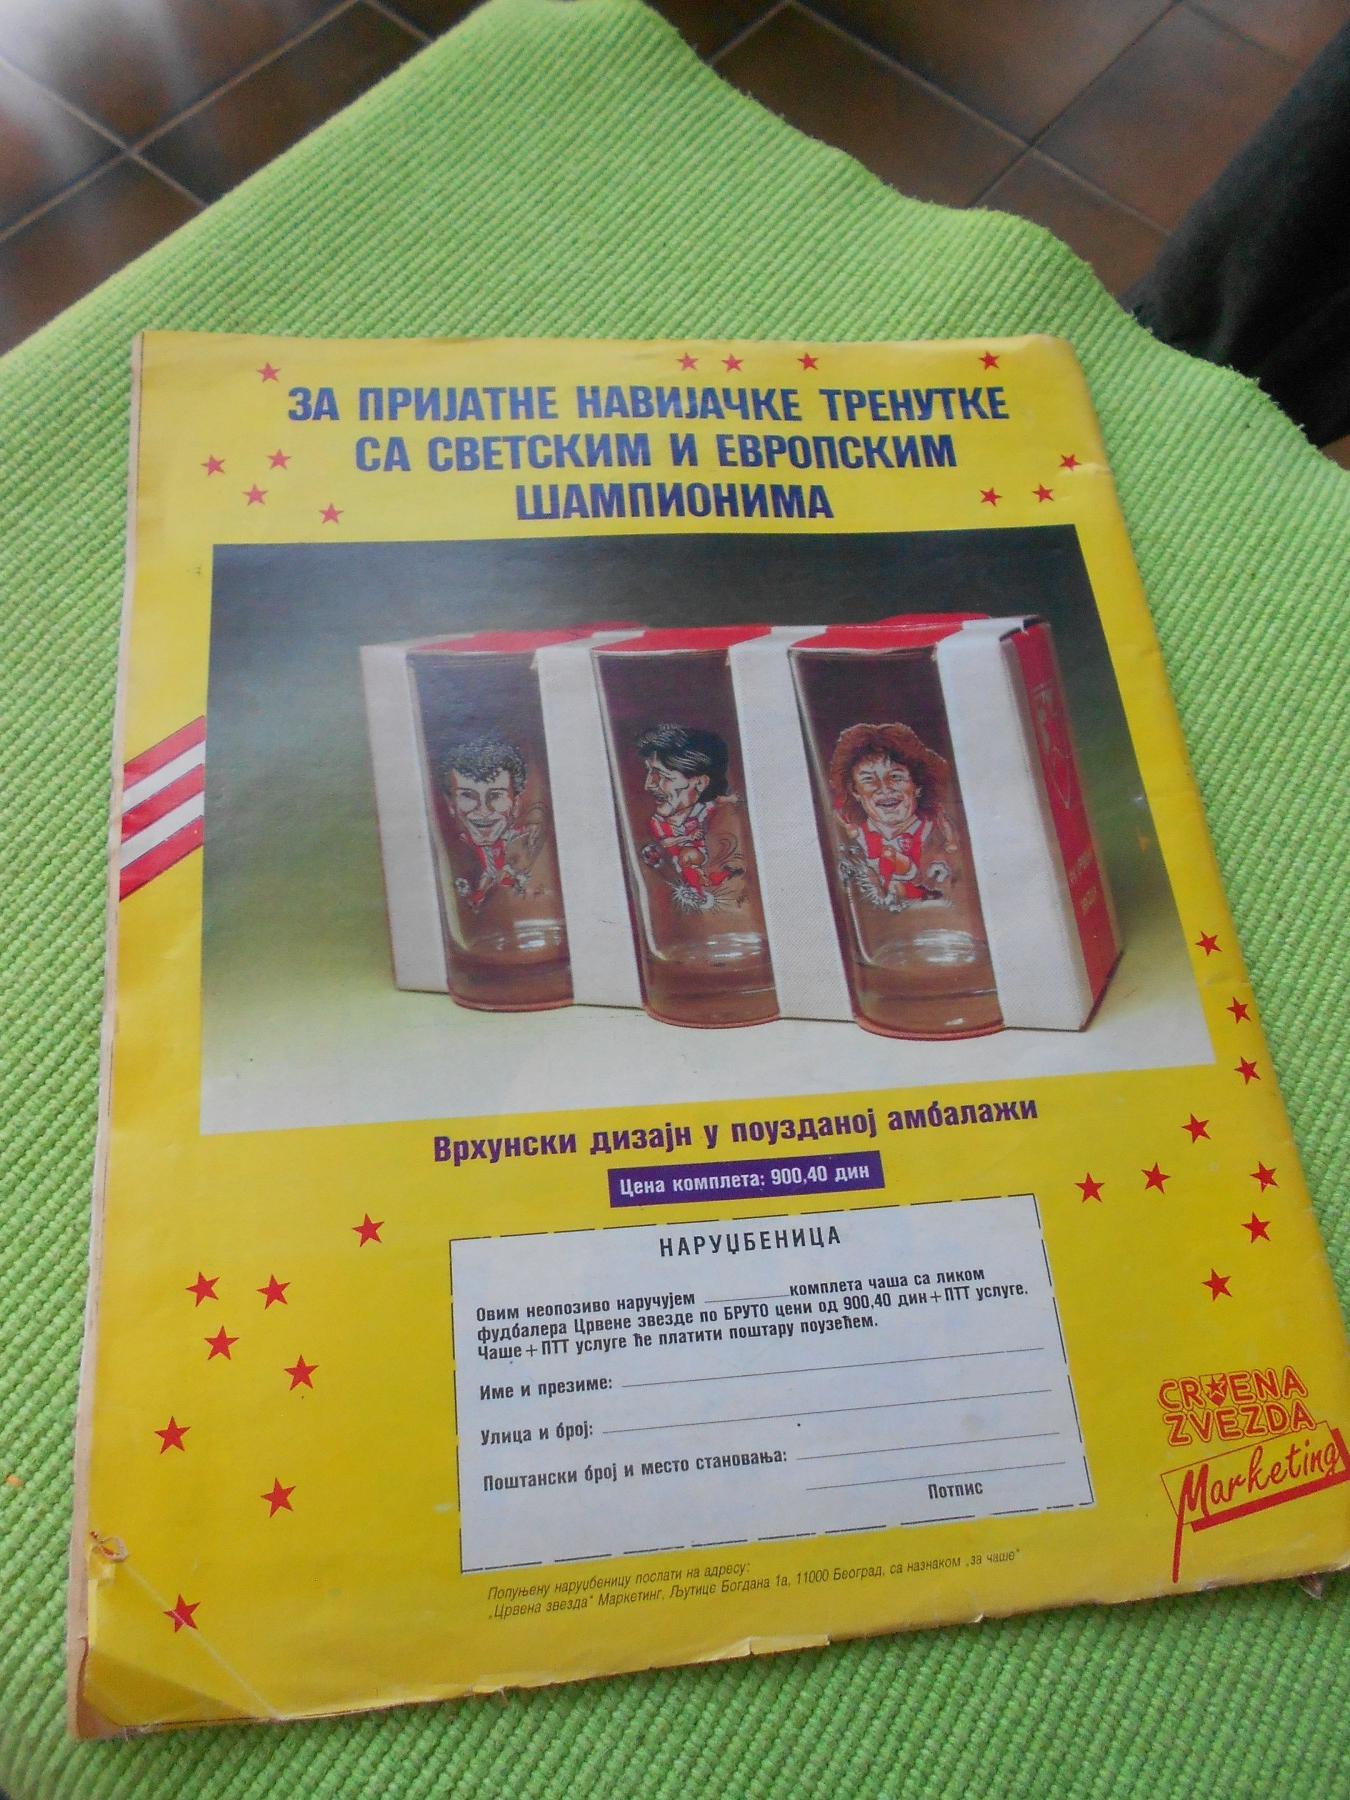 ЗА ПРИЈАТНЕ НАВИЈАЧКЕ ТРЕНУТКЕ
СА СВЕТСКИМ И ЕВРОПСКИМ
ШАМПИОНИМА
Врхунски дизајн у поузданој амбалажи
Цена комплета: 900,40 дин
НАРУЏБЕНИЦА
Овим неопозиво наручујем ________ комплета чаша са ликом
фудбалера Црвене звезде по БРУТО цени од 900,40 дин + ПТТ услуге.
Чаше + ПТТ услуге ће платити поштару поузећем.
Име и презиме:
Улица и број:
Поштански број и место становања:
Потпис
Попуњену наруџбеницу послати на адресу:
„Црвена звезда" Маркетинг, Љутице Богдана 1а, 11000 Београд, са назнаком „за чаше"
CRVENA
ZVEZDA
Marketing